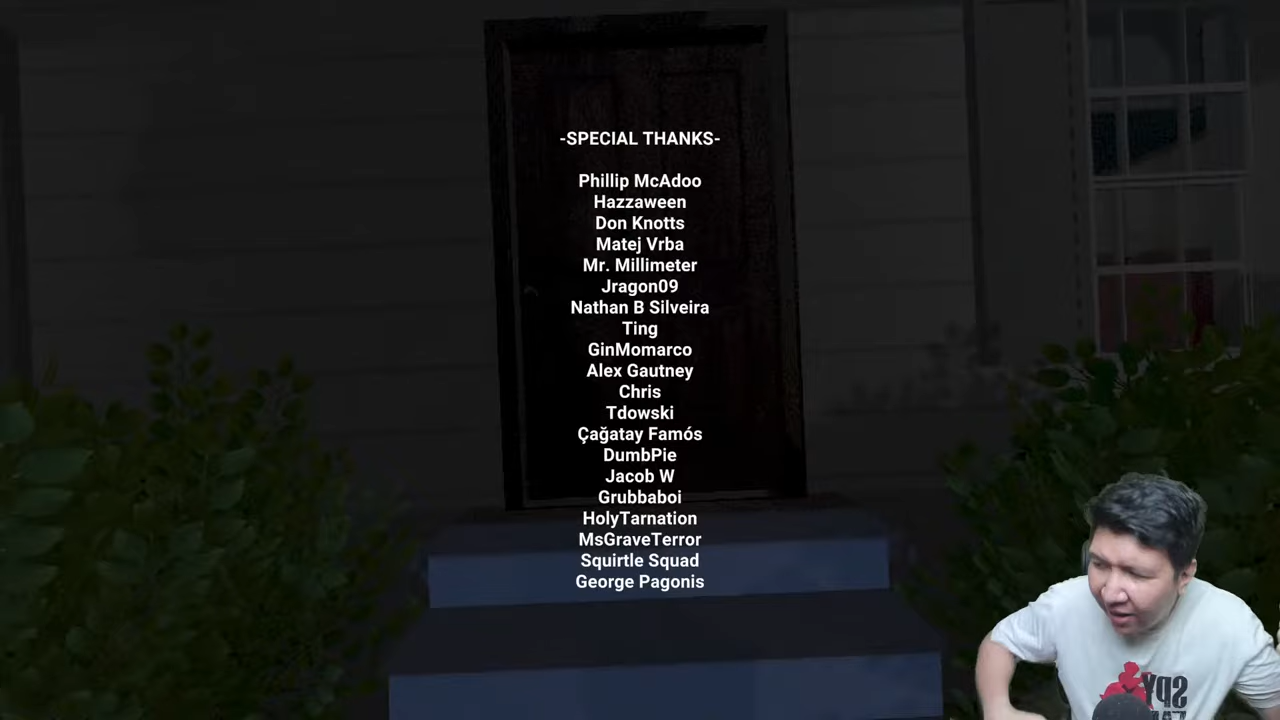 -SPECIAL THANKS-
Phillip McAdoo
Hazzaween
Don Knotts
Matej Vrba
Mr. Millimeter
Jragon09
Nathan B Silveira
Ting
GinMomarco
Alex Gautney
Chris
Tdowski
Çağatay Famós
DumbPie
Jacob W
Grubbaboi
HolyTarnation
MsGraveTerror
Squirtle Squad
George Pagonis
SPY